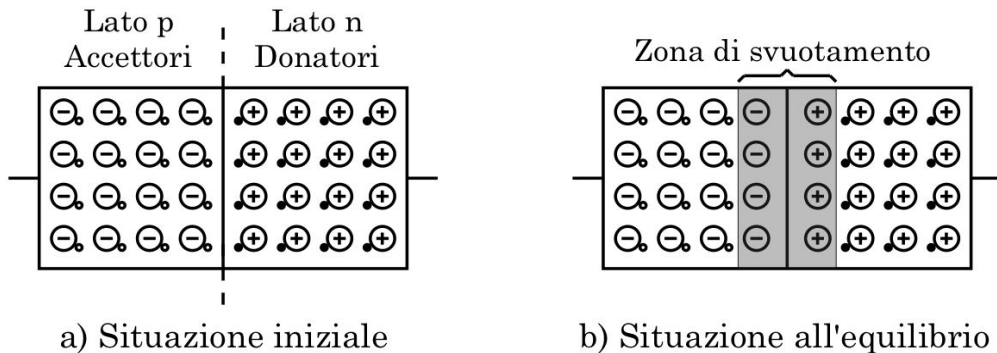 Lato p
Accettori
Lato n
Donatori
a) Situazione iniziale
Zona di svuotamento
b) Situazione all'equilibrio